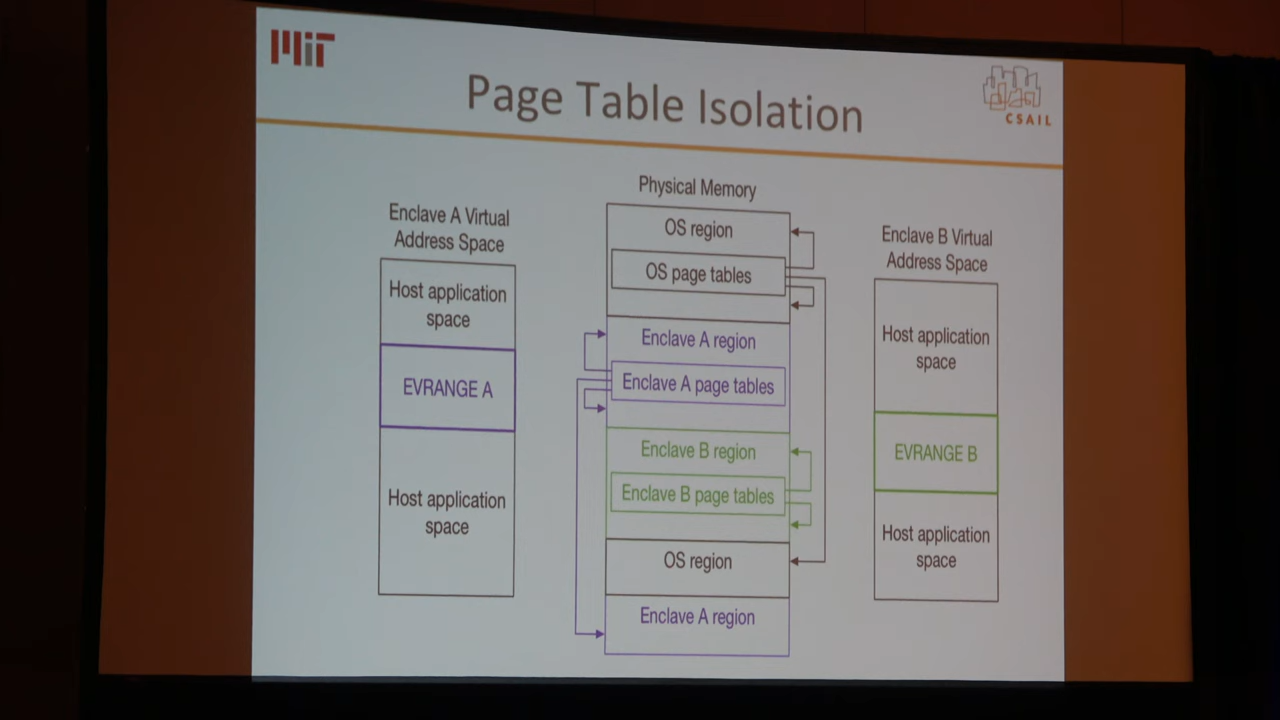 MIT
Page Table Isolation
CSAIL
Enclave A Virtual
Address Space
Host application
space
EVRANGE A
Host application
space
Physical Memory
OS region
OS page tables
Enclave A region
Enclave A page tables
Enclave B region
Enclave B page tables
OS region
Enclave A region
Enclave B Virtual
Address Space
Host application
space
EVRANGE B
Host application
space